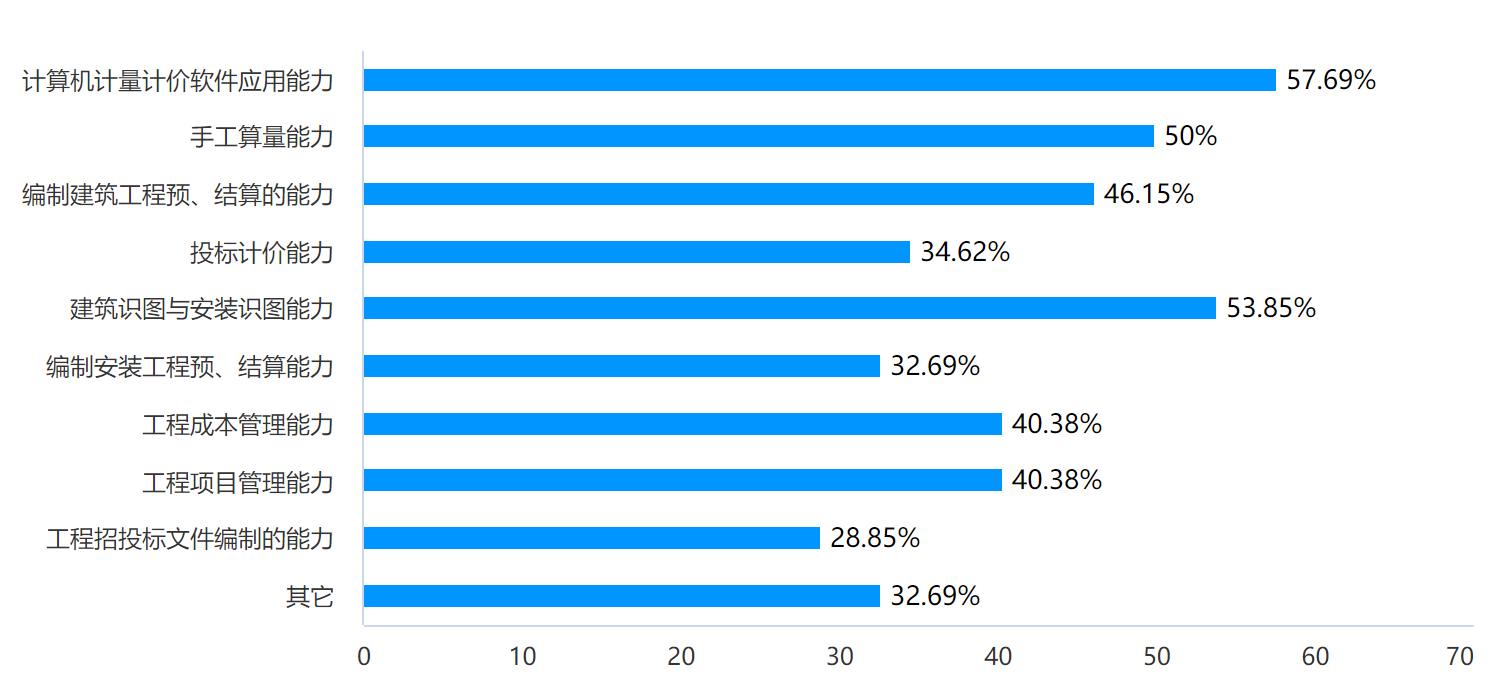 计算机计量计价软件应用能力 57.69%
手工算量能力 50%
编制建筑工程预、结算的能力 46.15%
投标计价能力 34.62%
建筑识图与安装识图能力 53.85%
编制安装工程预、结算能力 32.69%
工程成本管理能力 40.38%
工程项目管理能力 40.38%
工程招投标文件编制的能力 28.85%
其它 32.69%
0 10 20 30 40 50 60 70